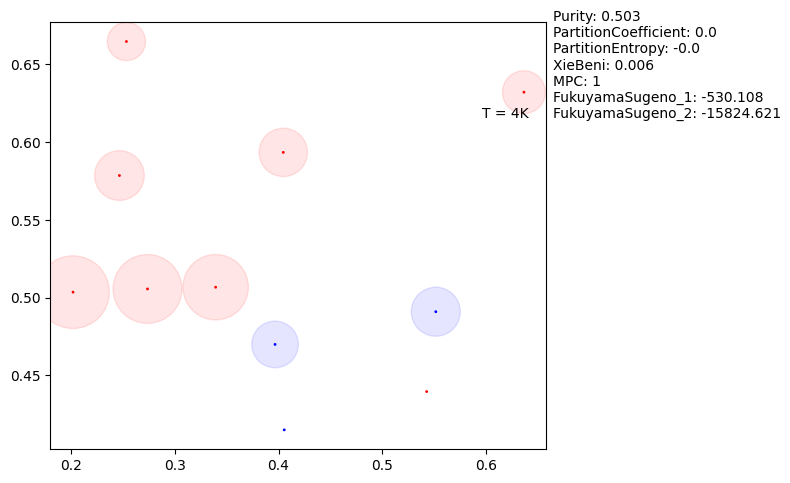 Purity: 0.503
PartitionCoefficient: 0.0
PartitionEntropy: -0.0
XieBeni: 0.006
MPC: 1
FukuyamaSugeno_1: -530.108
FukuyamaSugeno_2: -15824.621
T = 4K
0.65
0.60
0.55
0.50
0.45
0.2
0.3
0.4
0.5
0.6